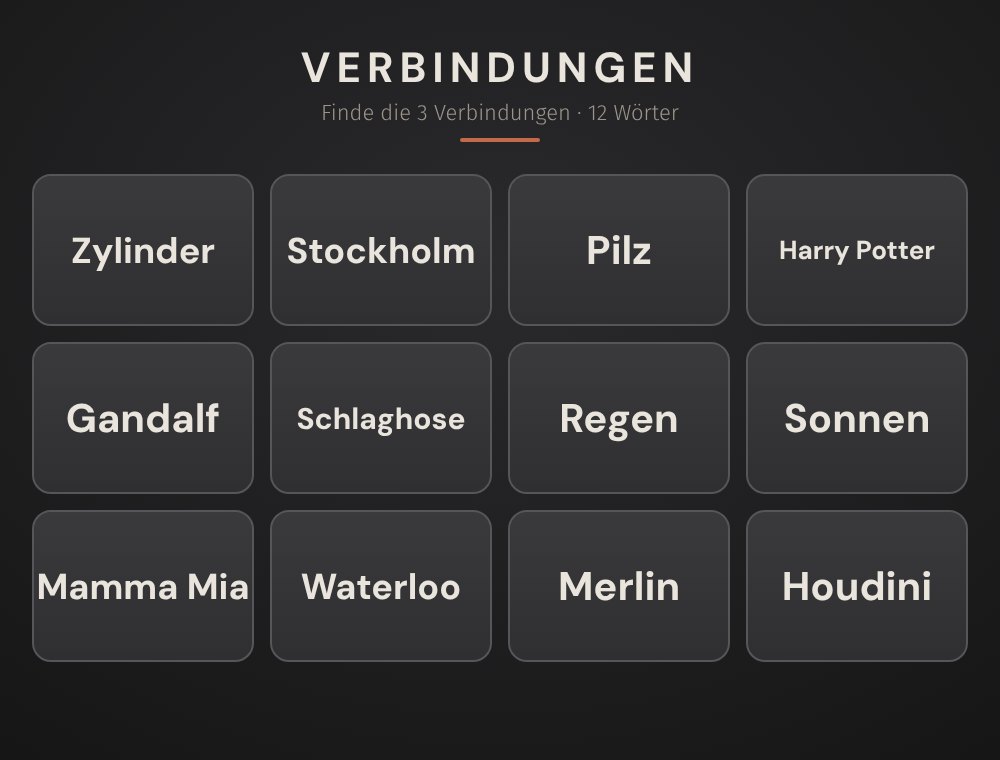 VERBINDUNGEN
Finde die 3 Verbindungen · 12 Wörter
Zylinder
Stockholm
Pilz
Harry Potter
Gandalf
Schlaghose
Regen
Sonnen
Mamma Mia
Waterloo
Merlin
Houdini